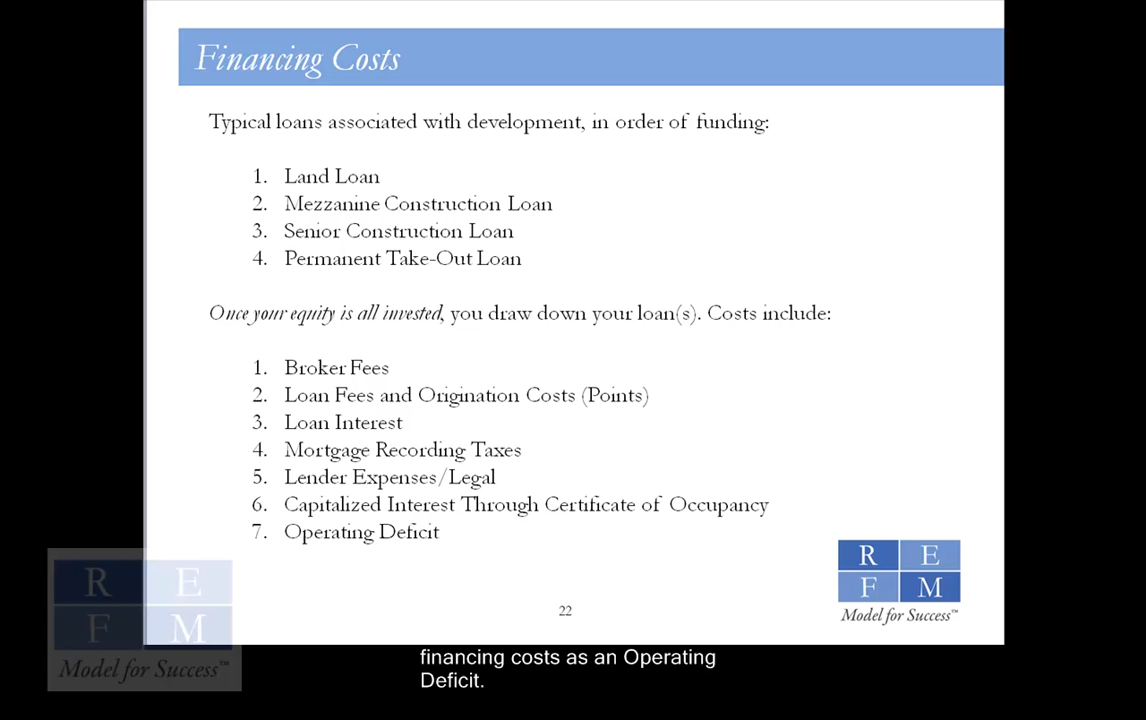 Financing Costs
Typical loans associated with development, in order of funding:
1. Land Loan
2. Mezzanine Construction Loan
3. Senior Construction Loan
4. Permanent Take-Out Loan
Once your equity is all invested, you draw down your loan(s). Costs include:
1. Broker Fees
2. Loan Fees and Origination Costs (Points)
3. Loan Interest
4. Mortgage Recording Taxes
5. Lender Expenses/Legal
6. Capitalized Interest Through Certificate of Occupancy
7. Operating Deficit
R E
F M
Model for Success™
22
R E
F M
Model for Success™
financing costs as an Operating
Deficit.